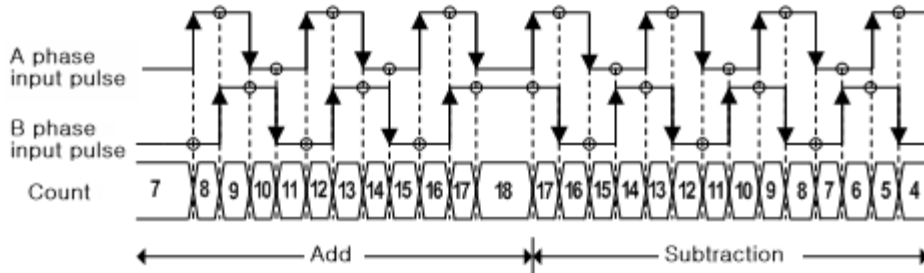 A phase
input pulse
B phase
input pulse
Count 7 8 9 10 11 12 13 14 15 16 17 18 17 16 15 14 13 12 11 10 9 8 7 6 5 4
Add Subtraction